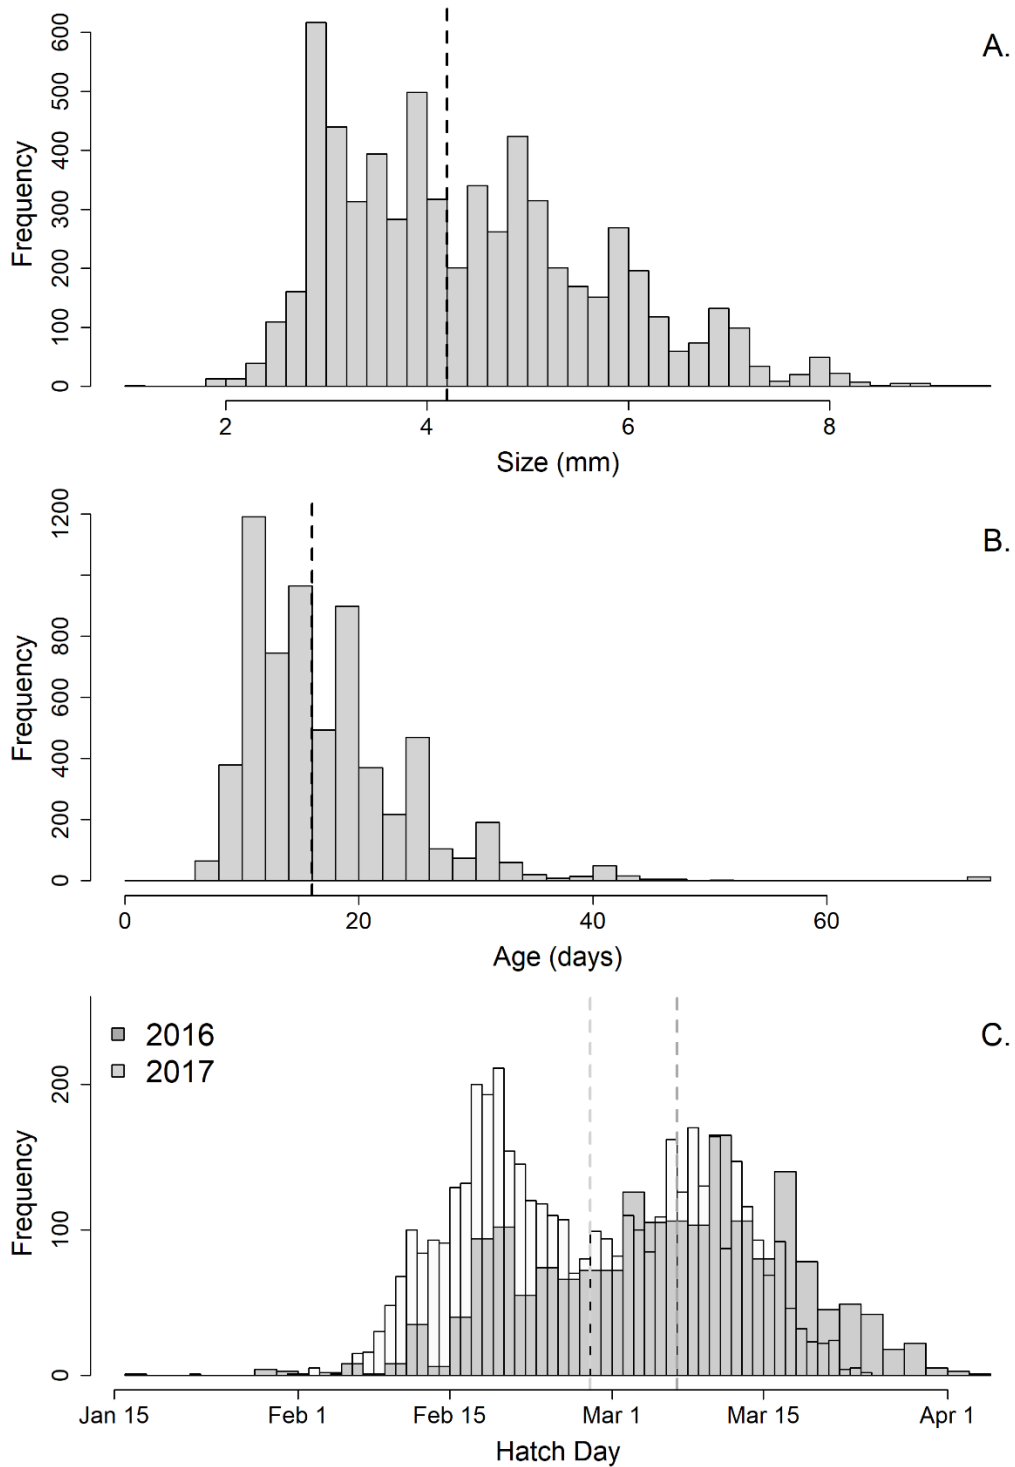 A.
Frequency
600
500
400
300
200
100
0
2 4 6 8
Size (mm)
B.
Frequency
1200
800
600
400
200
0
0 20 40 60
Age (days)
C.
2016
2017
Frequency
200
100
0
Jan 15 Feb 1 Feb 15 Mar 1 Mar 15 Apr 1
Hatch Day